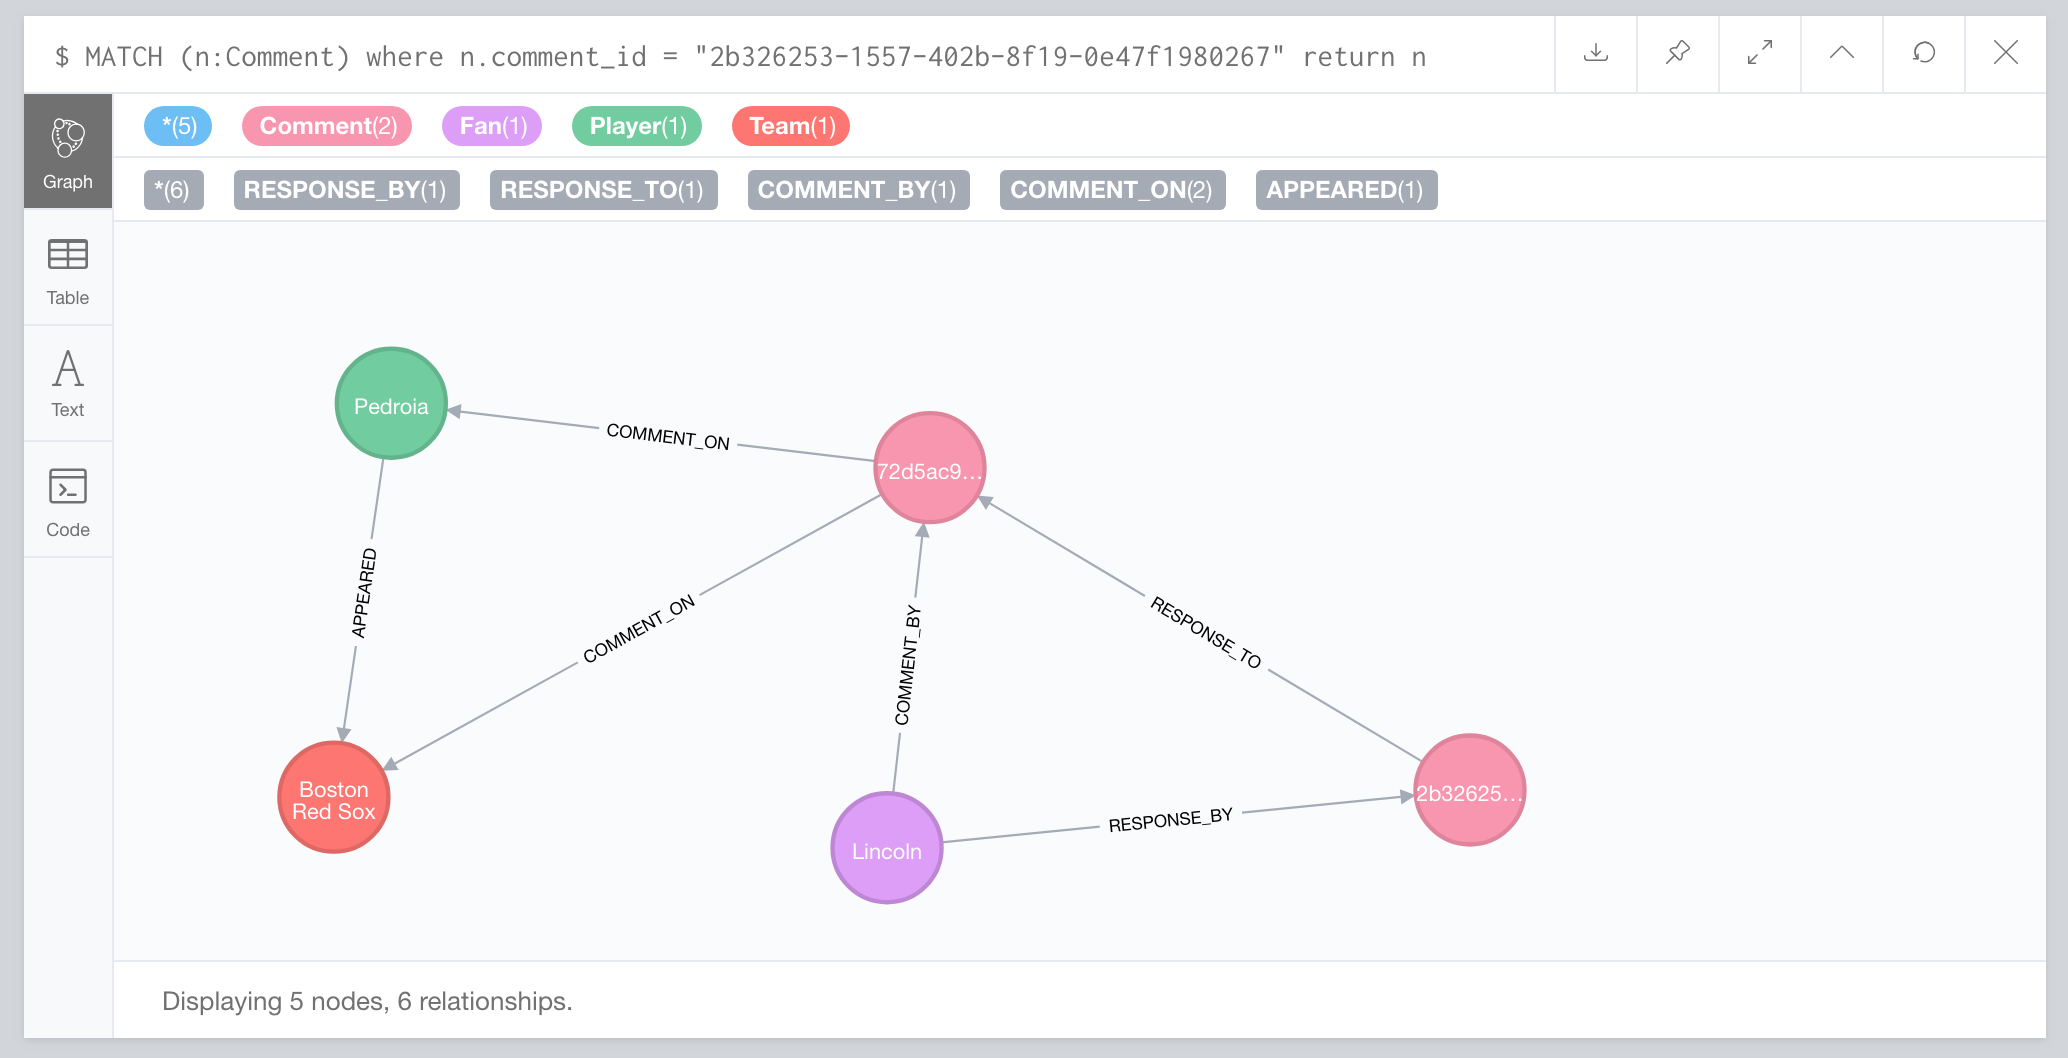 $ MATCH (n:Comment) where n.comment_id = "2b326253-1557-402b-8f19-0e47f1980267" return n
*(5) Comment(2) Fan(1) Player(1) Team(1)
*(6) RESPONSE_BY(1) RESPONSE_TO(1) COMMENT_BY(1) COMMENT_ON(2) APPEARED(1)
Graph
Table
Text
Code
Pedroia
COMMENT_ON
72d5ac9...
APPEARED
COMMENT_ON
COMMENT_BY
RESPONSE_TO
Boston
Red Sox
Lincoln
RESPONSE_BY
2b32625...
Displaying 5 nodes, 6 relationships.